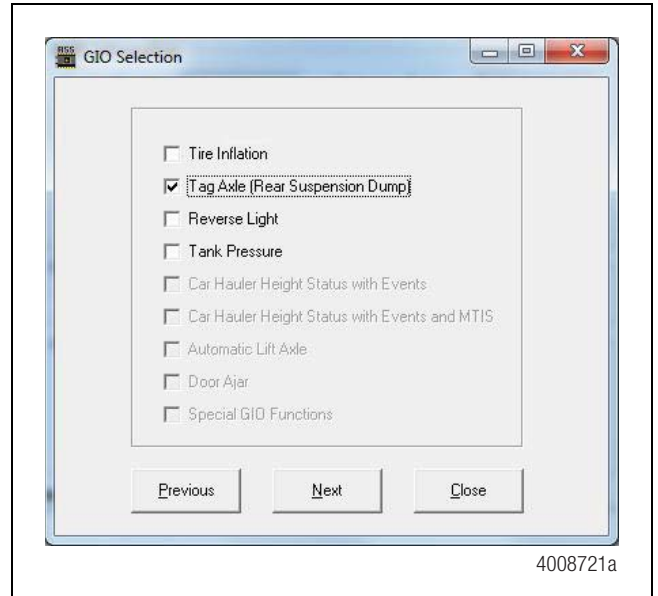 ASS
GIO Selection
Tire Inflation
Tag Axle (Rear Suspension Dump)
Reverse Light
Tank Pressure
Car Hauler Height Status with Events
Car Hauler Height Status with Events and MTIS
Automatic Lift Axle
Door Ajar
Special GIO Functions
Previous Next Close
4008721a